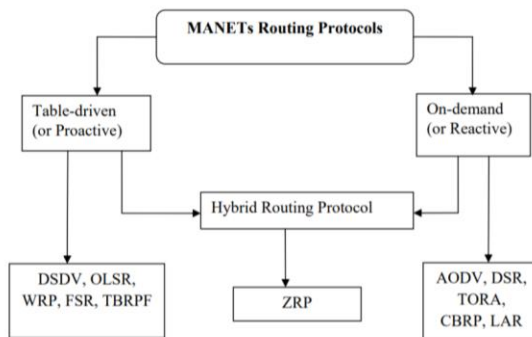 MANETs Routing Protocols
Table-driven
(or Proactive)
On-demand
(or Reactive)
Hybrid Routing Protocol
DSDV, OLSR,
WRP, FSR, TBRPF
ZRP
AODV, DSR,
TORA,
CBRP, LAR